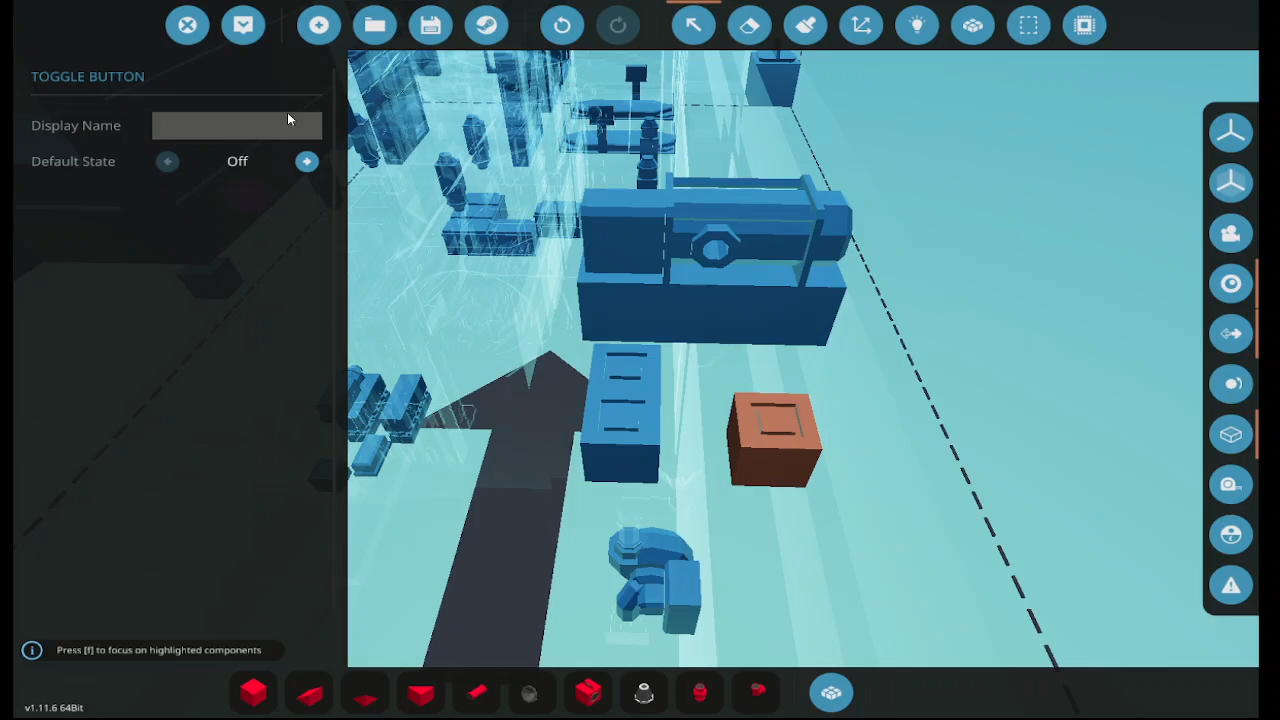 TOGGLE BUTTON
Display Name
Default State Off
Press [f] to focus on highlighted components
v1.11.6 64Bit